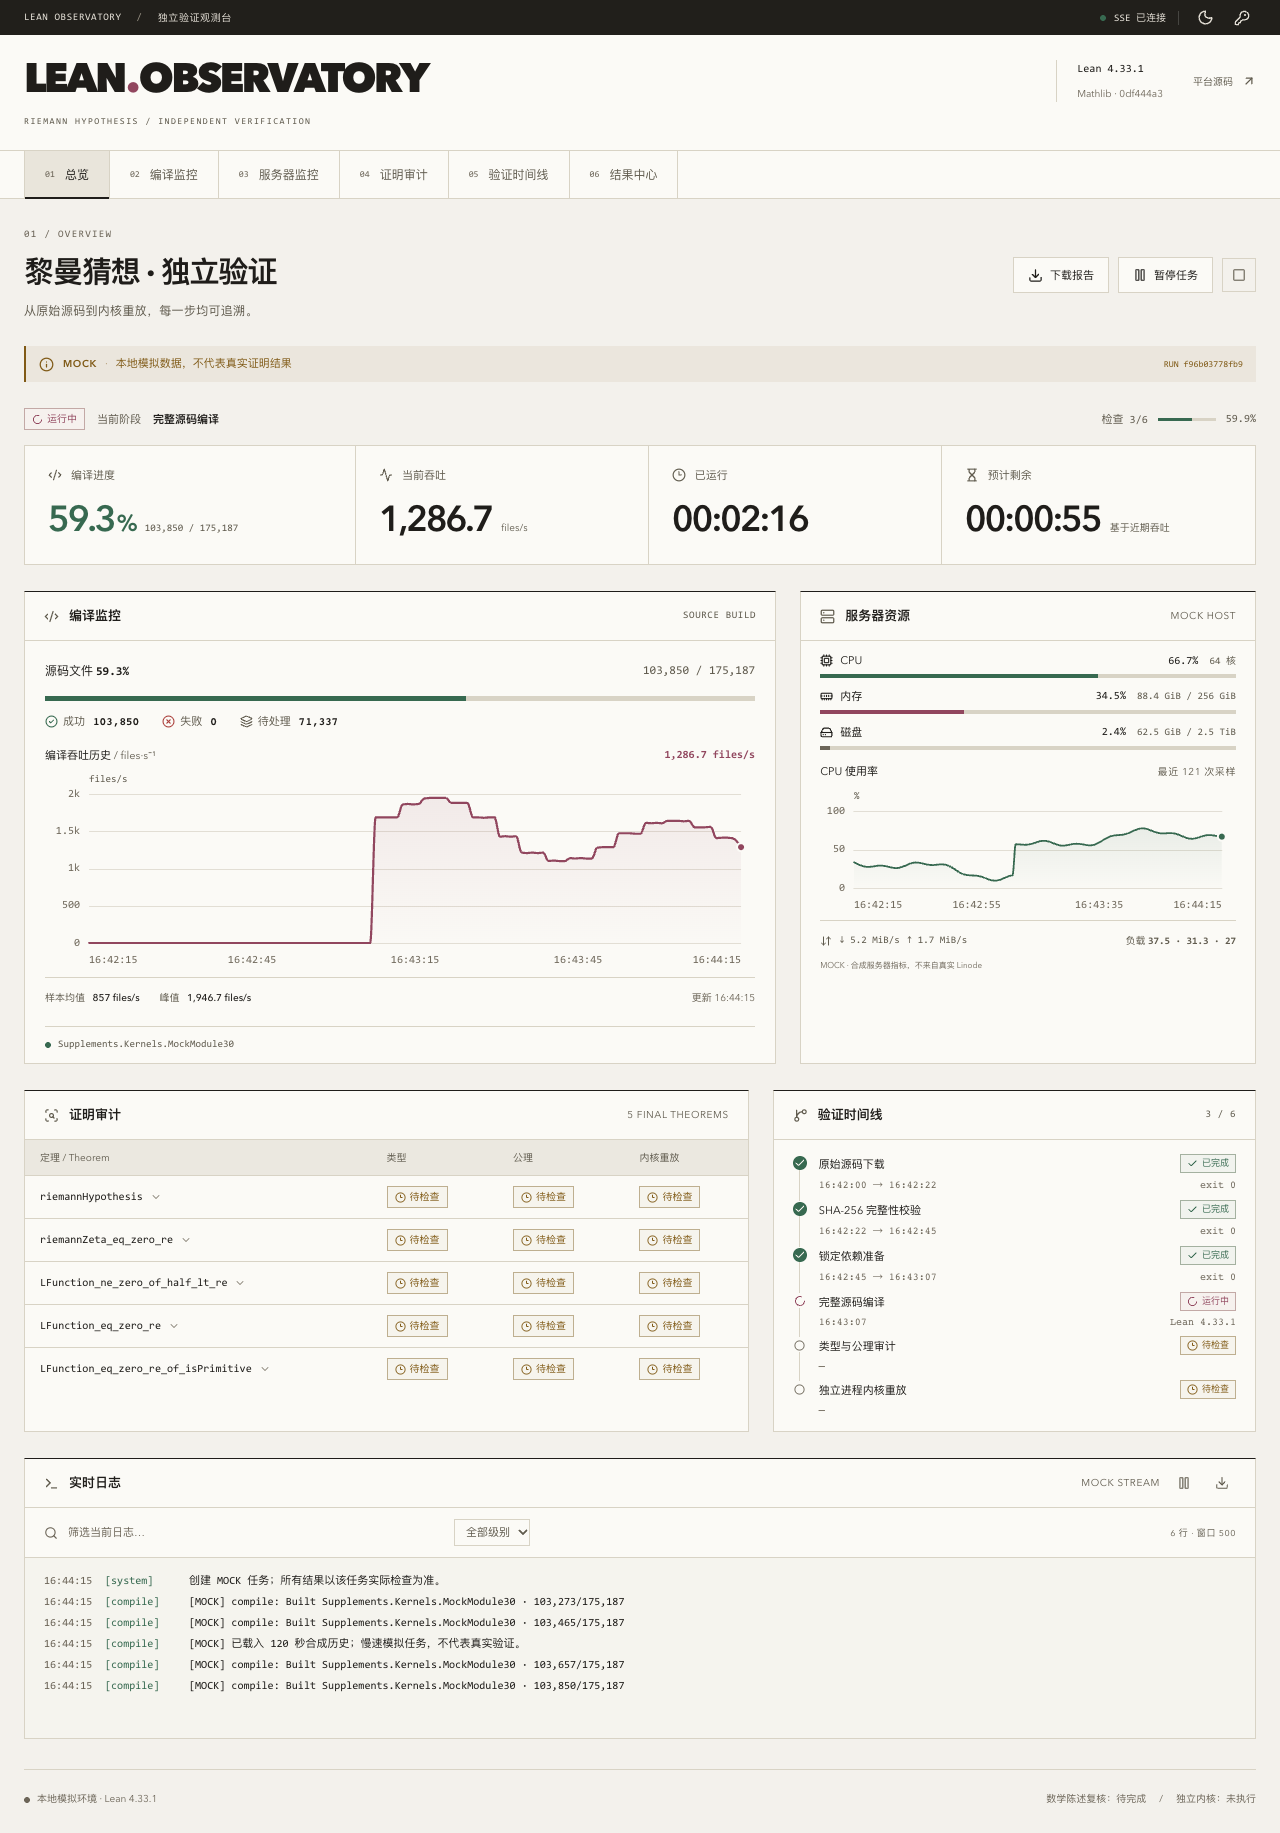 LEAN OBSERVATORY / 独立验证观测台
SSE 已连接
LEAN.OBSERVATORY
RIEMANN HYPOTHESIS / INDEPENDENT VERIFICATION
Lean 4.33.1
Mathlib · 0df444a3
平台源码
01 总览
02 编译监控
03 服务器监控
04 证明审计
05 验证时间线
06 结果中心
01 / OVERVIEW
黎曼猜想 · 独立验证
从原始源码到内核重放，每一步均可追溯。
下载报告
暂停任务
MOCK · 本地模拟数据，不代表真实证明结果
RUN f96b03778fb9
运行中 当前阶段 完整源码编译
检查 3/6 59.9%
编译进度
59.3% 103,850 / 175,187
当前吞吐
1,286.7 files/s
已运行
00:02:16
预计剩余
00:00:55 基于近期吞吐
编译监控
SOURCE BUILD
源码文件 59.3%
103,850 / 175,187
成功 103,850 失败 0 待处理 71,337
编译吞吐历史 / files·s⁻¹
1,286.7 files/s
files/s
2k
1.5k
1k
500
0
16:42:15 16:42:45 16:43:15 16:43:45 16:44:15
样本均值 857 files/s 峰值 1,946.7 files/s
更新 16:44:15
Supplements.Kernels.MockModule30
服务器资源
MOCK HOST
CPU 66.7% 64 核
内存 34.5% 88.4 GiB / 256 GiB
磁盘 2.4% 62.5 GiB / 2.5 TiB
CPU 使用率
最近 121 次采样
%
100
50
0
16:42:15 16:42:55 16:43:35 16:44:15
↓ 5.2 MiB/s ↑ 1.7 MiB/s
负载 37.5 · 31.3 · 27
MOCK · 合成服务器指标，不来自真实 Linode
证明审计
5 FINAL THEOREMS
定理 / Theorem 类型 公理 内核重放
riemannHypothesis 待检查 待检查 待检查
riemannZeta_eq_zero_re 待检查 待检查 待检查
LFunction_ne_zero_of_half_lt_re 待检查 待检查 待检查
LFunction_eq_zero_re 待检查 待检查 待检查
LFunction_eq_zero_re_of_isPrimitive 待检查 待检查 待检查
验证时间线
3 / 6
原始源码下载 已完成
16:42:00 → 16:42:22 exit 0
SHA-256 完整性校验 已完成
16:42:22 → 16:42:45 exit 0
锁定依赖准备 已完成
16:42:45 → 16:43:07 exit 0
完整源码编译 运行中
16:43:07 Lean 4.33.1
类型与公理审计 待检查
—
独立进程内核重放 待检查
—
实时日志
MOCK STREAM
筛选当前日志...
全部级别
6 行 · 窗口 500
16:44:15 [system] 创建 MOCK 任务；所有结果以该任务实际检查为准。
16:44:15 [compile] [MOCK] compile: Built Supplements.Kernels.MockModule30 · 103,273/175,187
16:44:15 [compile] [MOCK] compile: Built Supplements.Kernels.MockModule30 · 103,465/175,187
16:44:15 [compile] [MOCK] 已载入 120 秒合成历史；慢速模拟任务，不代表真实验证。
16:44:15 [compile] [MOCK] compile: Built Supplements.Kernels.MockModule30 · 103,657/175,187
16:44:15 [compile] [MOCK] compile: Built Supplements.Kernels.MockModule30 · 103,850/175,187
本地模拟环境 · Lean 4.33.1
数学陈述复核：待完成 / 独立内核：未执行